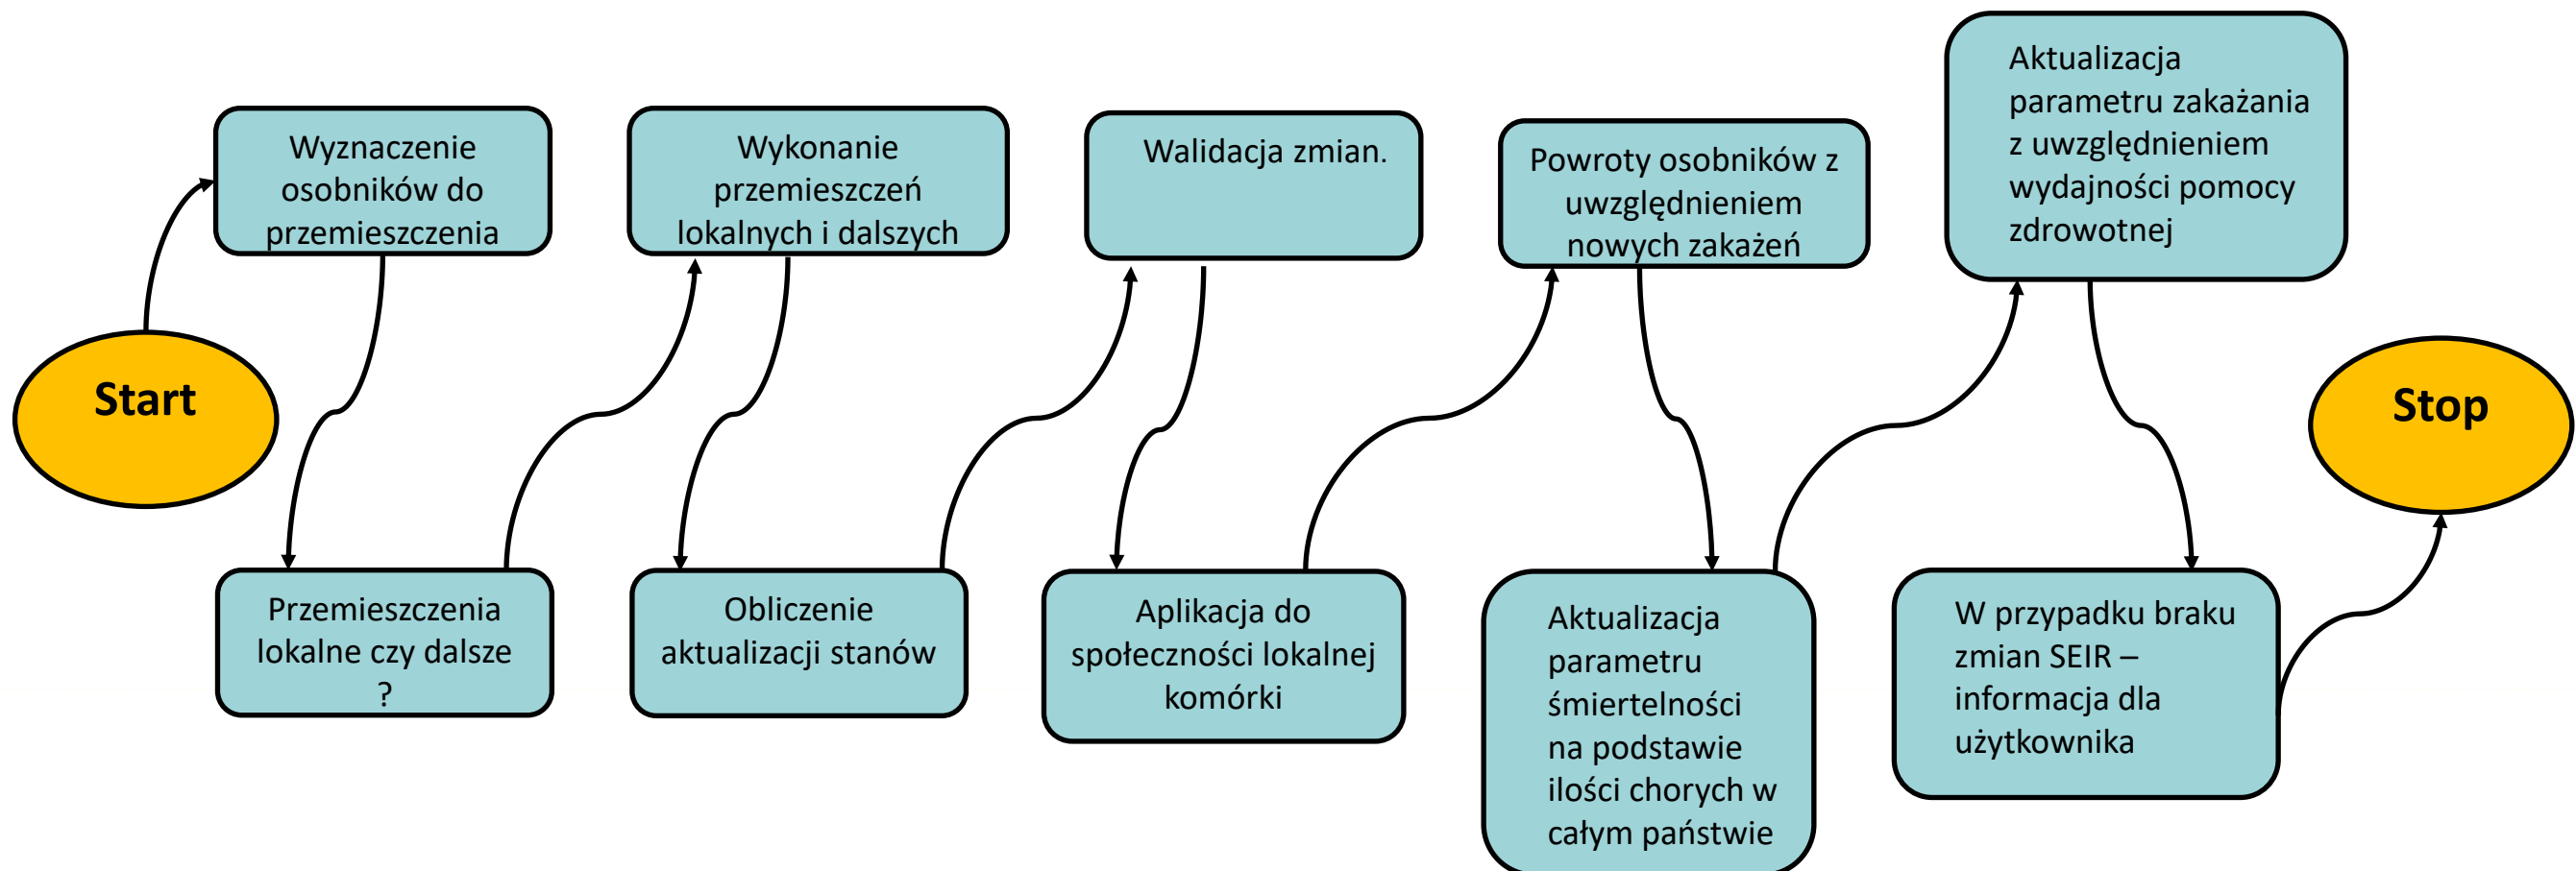 Start
Wyznaczenie
osobników do
przemieszczenia
Przemieszczenia
lokalne czy dalsze
?
Wykonanie
przemieszczeń
lokalnych i dalszych
Obliczenie
aktualizacji stanów
Walidacja zmian.
Aplikacja do
społeczności lokalnej
komórki
Powroty osobników z
uwzględnieniem
nowych zakażeń
Aktualizacja
parametru
śmiertelności
na podstawie
ilości chorych w
całym państwie
Aktualizacja
parametru zakażania
z uwzględnieniem
wydajności pomocy
zdrowotnej
W przypadku braku
zmian SEIR –
informacja dla
użytkownika
Stop